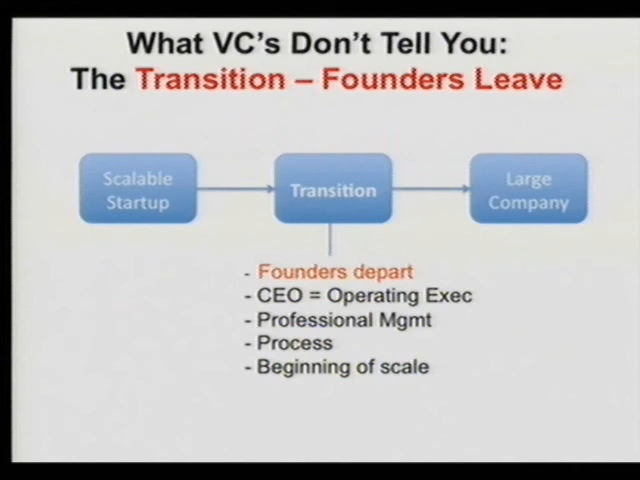 What VC's Don't Tell You:
The Transition – Founders Leave
Scalable
Startup
Transition
Large
Company
- Founders depart
- CEO = Operating Exec
- Professional Mgmt
- Process
- Beginning of scale